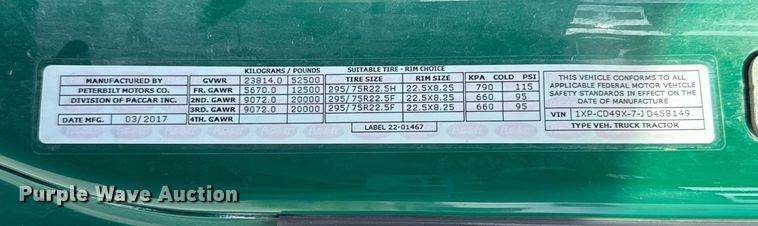 KILOGRAMS / POUNDS SUITABLE TIRE - RIM CHOICE
MANUFACTURED BY
PETERBILT MOTORS CO.
DIVISION OF PACCAR INC.
DATE MFG. 03/2017
GVWR 23814.0 52500 TIRE SIZE RIM SIZE KPA COLD PSI
FR. GAWR 5670.0 12500 295/75R22.5H 22.5X8.25 790 115
2ND. GAWR 9072.0 20000 295/75R22.5F 22.5X8.25 660 95
3RD. GAWR 9072.0 20000 295/75R22.5F 22.5X8.25 660 95
4TH. GAWR
LABEL 22-01467
THIS VEHICLE CONFORMS TO ALL
APPLICABLE FEDERAL MOTOR VEHICLE
SAFETY STANDARDS IN EFFECT ON THE
DATE OF MANUFACTURE
VIN 1XP-CD49X-7-JD458149
TYPE VEH. TRUCK TRACTOR
Purple Wave Auction